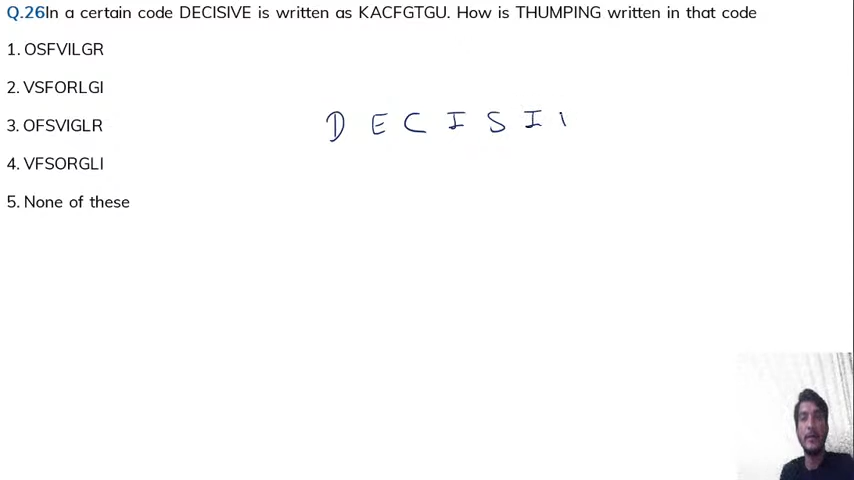 Q.26In a certain code DECISIVE is written as KACFGTGU. How is THUMPING written in that code
1. OSFVILGR
2. VSFORLGI
3. OFSVIGLR
D E C I S I
4. VFSORGLI
5. None of these